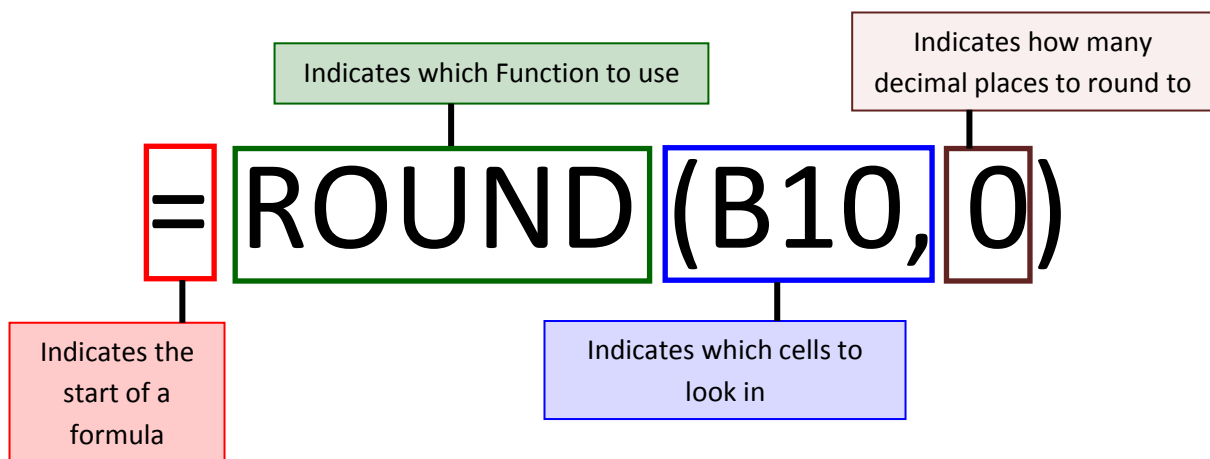 Indicates which Function to use
Indicates how many
decimal places to round to
= ROUND (B10, 0)
Indicates the
start of a
formula
Indicates which cells to
look in